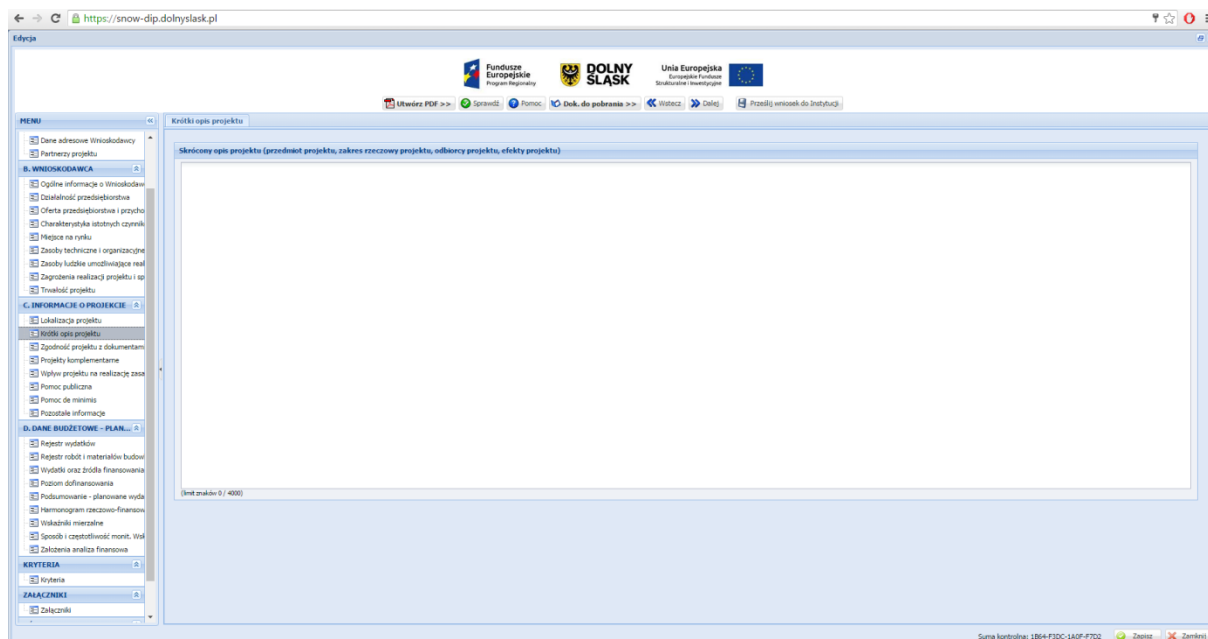 https://snow-dip.dolnyslask.pl
Edycja
Fundusze
Europejskie
Program Regionalny
DOLNY
ŚLĄSK
Unia Europejska
Europejskie Fundusze
Strukturalne i Inwestycyjne
Utwórz PDF >> Sprawdź Pomoc Dok. do pobrania >> Wstecz Dalej Prześlij wniosek do Instytucji
MENU
Krótki opis projektu
Dane adresowe Wnioskodawcy
Partnerzy projektu
B. WNIOSKODAWCA
Ogólne informacje o Wnioskodaw
Działalność przedsiębiorstwa
Oferta przedsiębiorstwa i przycho
Charakterystyka istotnych czynnik
Miejsce na rynku
Zasoby techniczne i organizacyjne
Zasoby ludzkie umożliwiające real
Zagrożenia realizacji projektu i sp
Trwałość projektu
C. INFORMACJE O PROJEKCIE
Lokalizacja projektu
Krótki opis projektu
Zgodność projektu z dokumentam
Projekty komplementarne
Wpływ projektu na realizację zasa
Pomoc publiczna
Pomoc de minimis
Pozostałe informacje
D. DANE BUDŻETOWE - PLAN...
Rejestr wydatków
Rejestr robót i materiałów budow
Wydatki oraz źródła finansowania
Poziom dofinansowania
Podsumowanie - planowane wyda
Harmonogram rzeczowo-finansow
Wskaźniki mierzalne
Sposób i częstotliwość monit. Wsk
Założenia analiza finansowa
KRYTERIA
Kryteria
ZAŁĄCZNIKI
Załączniki
Skrócony opis projektu (przedmiot projektu, zakres rzeczowy projektu, odbiorcy projektu, efekty projektu)
(limit znaków 0 / 4000)
Suma kontrolna: 1B64-F3DC-1A0F-F7D2 Zapisz Zamknij